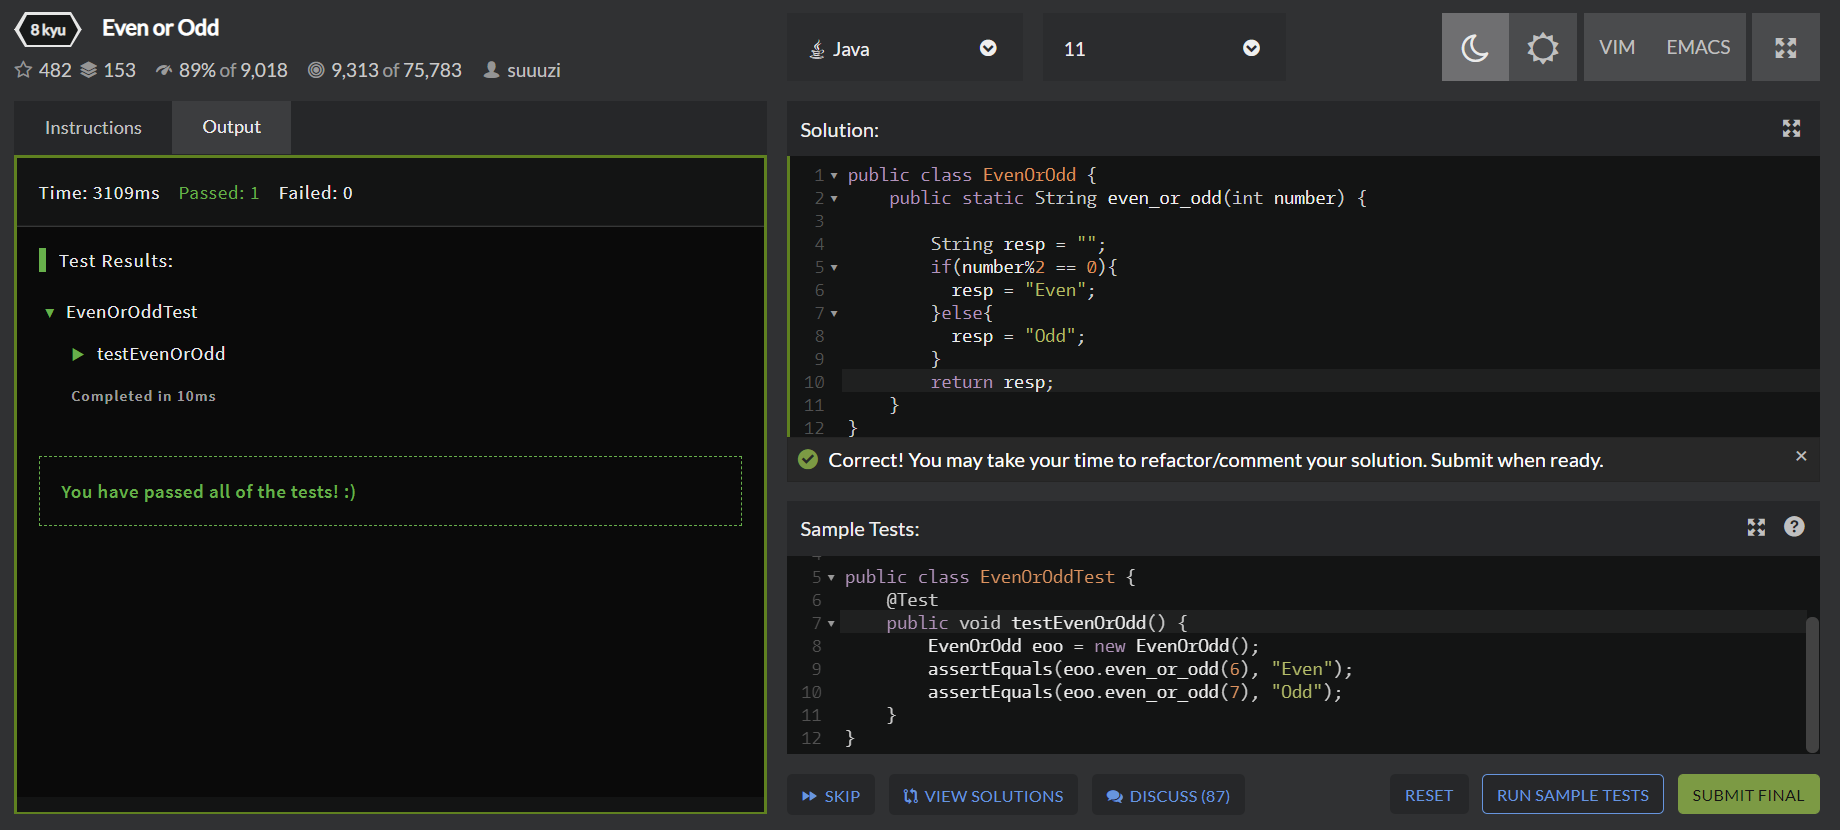 8 kyu
Even or Odd
482 153 89% of 9,018 9,313 of 75,783 suuuzi
Java
11
VIM
EMACS
Instructions
Output
Time: 3109ms Passed: 1 Failed: 0
Test Results:
EvenOrOddTest
testEvenOrOdd
Completed in 10ms
You have passed all of the tests! :)
Solution:
1 public class EvenOrOdd {
2 public static String even_or_odd(int number) {
3
4 String resp = "";
5 if(number%2 == 0){
6 resp = "Even";
7 }else{
8 resp = "Odd";
9 }
10 return resp;
11 }
12 }
Correct! You may take your time to refactor/comment your solution. Submit when ready. ×
Sample Tests:
?
5 public class EvenOrOddTest {
6 @Test
7 public void testEvenOrOdd() {
8 EvenOrOdd eoo = new EvenOrOdd();
9 assertEquals(eoo.even_or_odd(6), "Even");
10 assertEquals(eoo.even_or_odd(7), "Odd");
11 }
12 }
SKIP
VIEW SOLUTIONS
DISCUSS (87)
RESET
RUN SAMPLE TESTS
SUBMIT FINAL